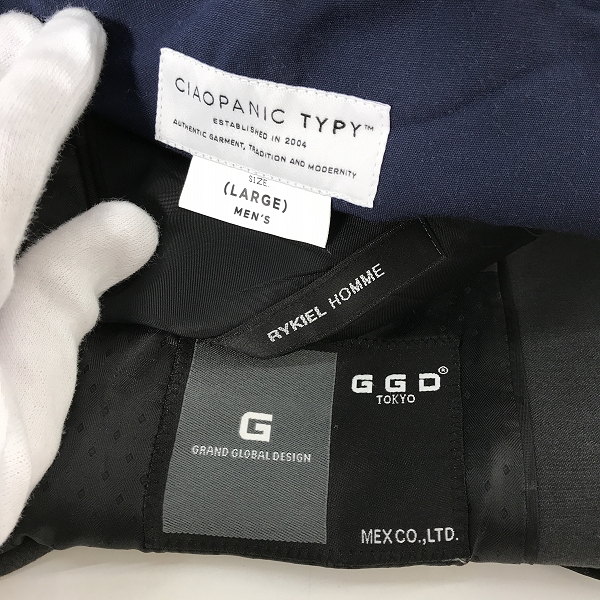 CIAOPANIC TYPY™
ESTABLISHED IN 2004
AUTHENTIC GARMENT, TRADITION AND MODERNITY
SIZE
(LARGE)
MEN'S
RYKIEL HOMME
G
GRAND GLOBAL DESIGN
GGD®
TOKYO
MEX CO.,LTD.